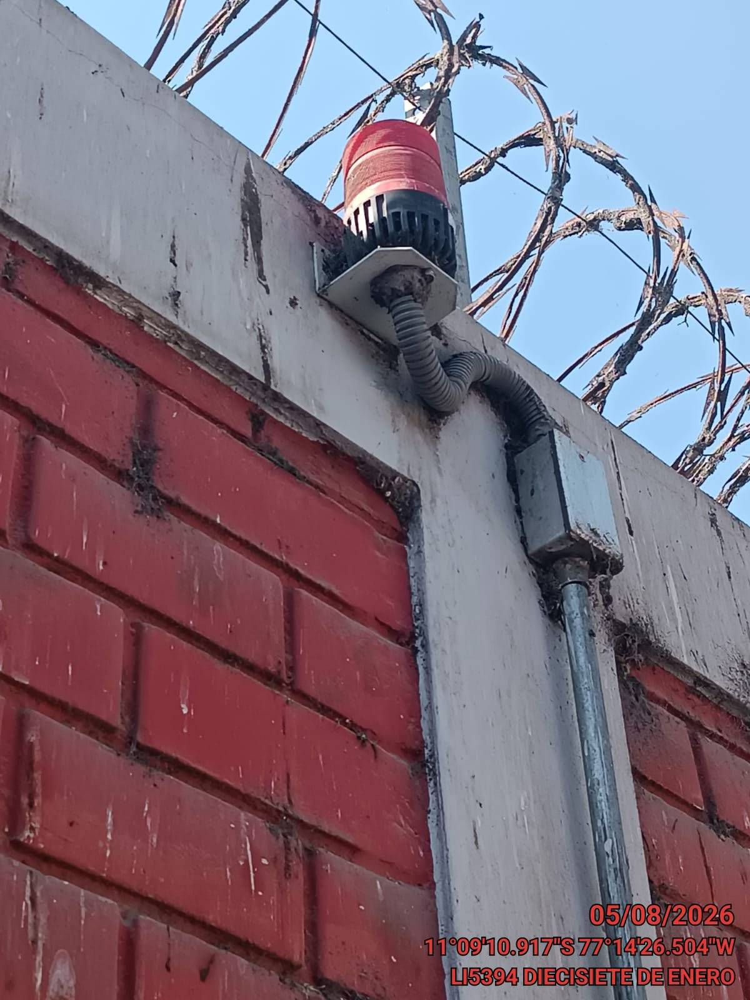 05/08/2026
11°09'10.917"S 77°14'26.504"W
LI5394 DIECISIETE DE ENERO